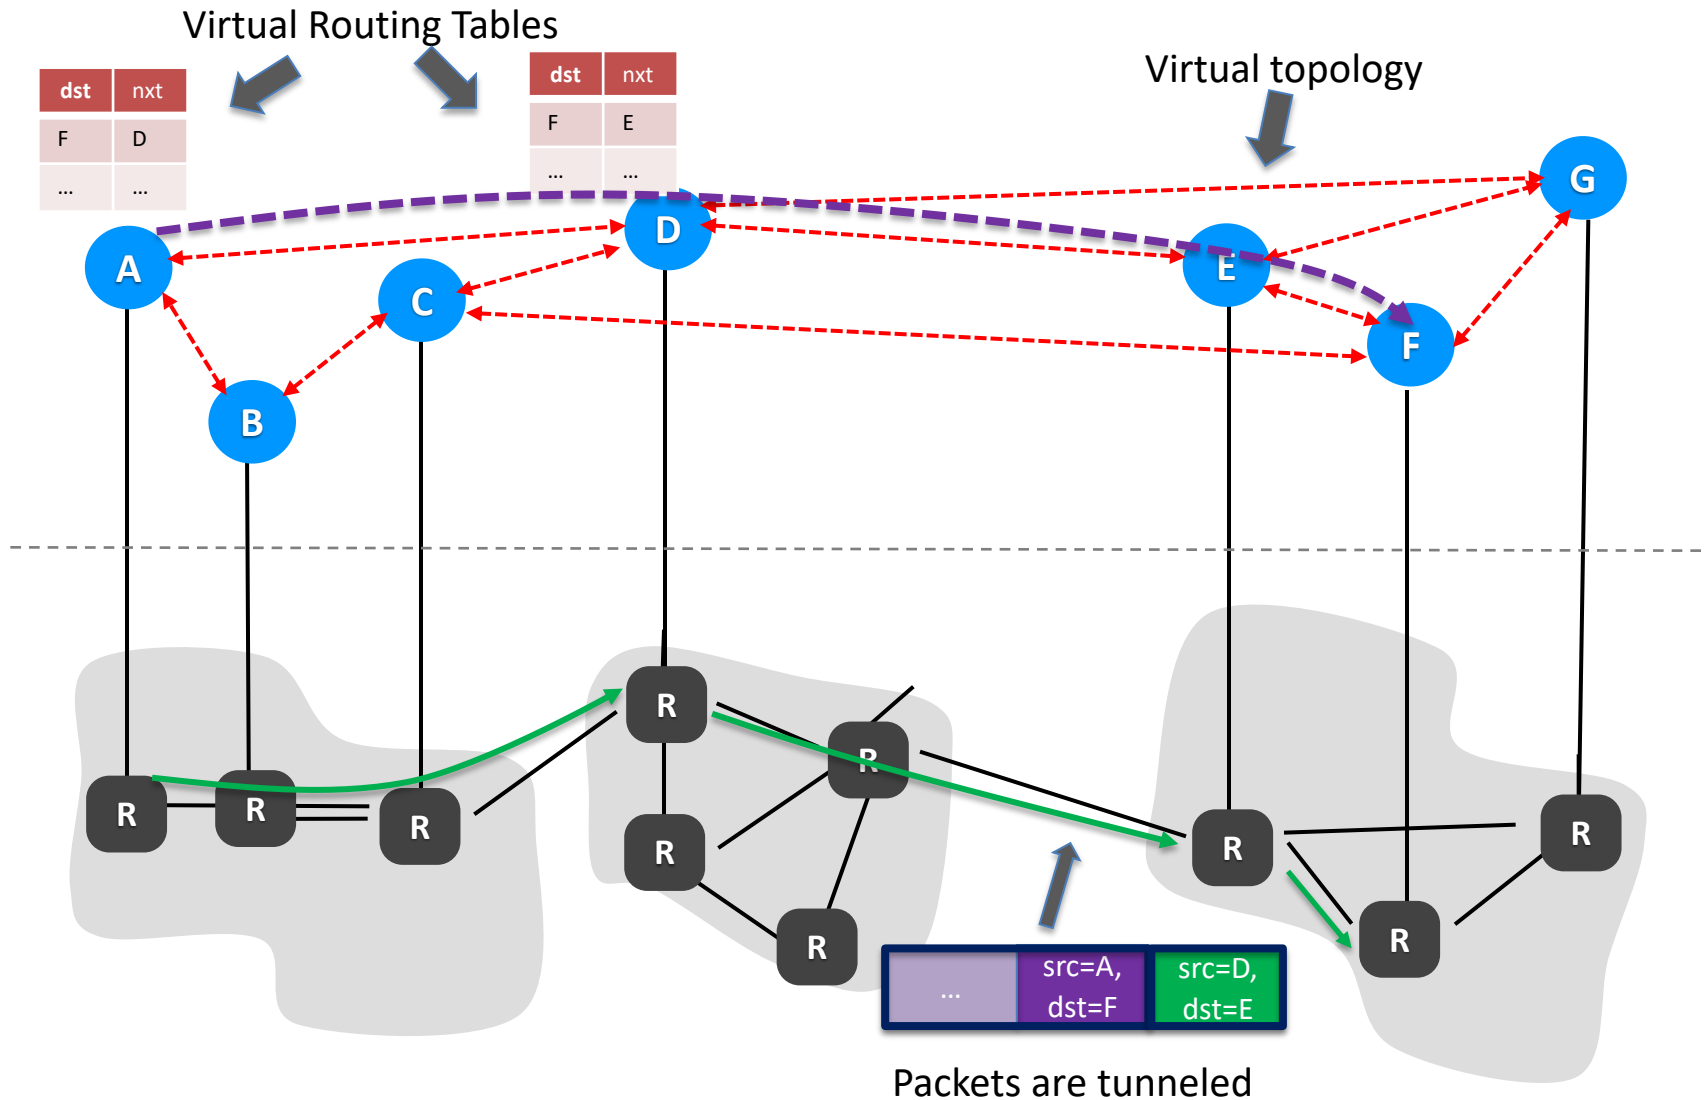 Virtual Routing Tables
Virtual topology
dst nxt
F D
... ...
dst nxt
F E
... ...
A
B
C
D
E
F
G
R
R
R
R
R
R
R
R
R
R
... src=A, dst=F src=D, dst=E
Packets are tunneled